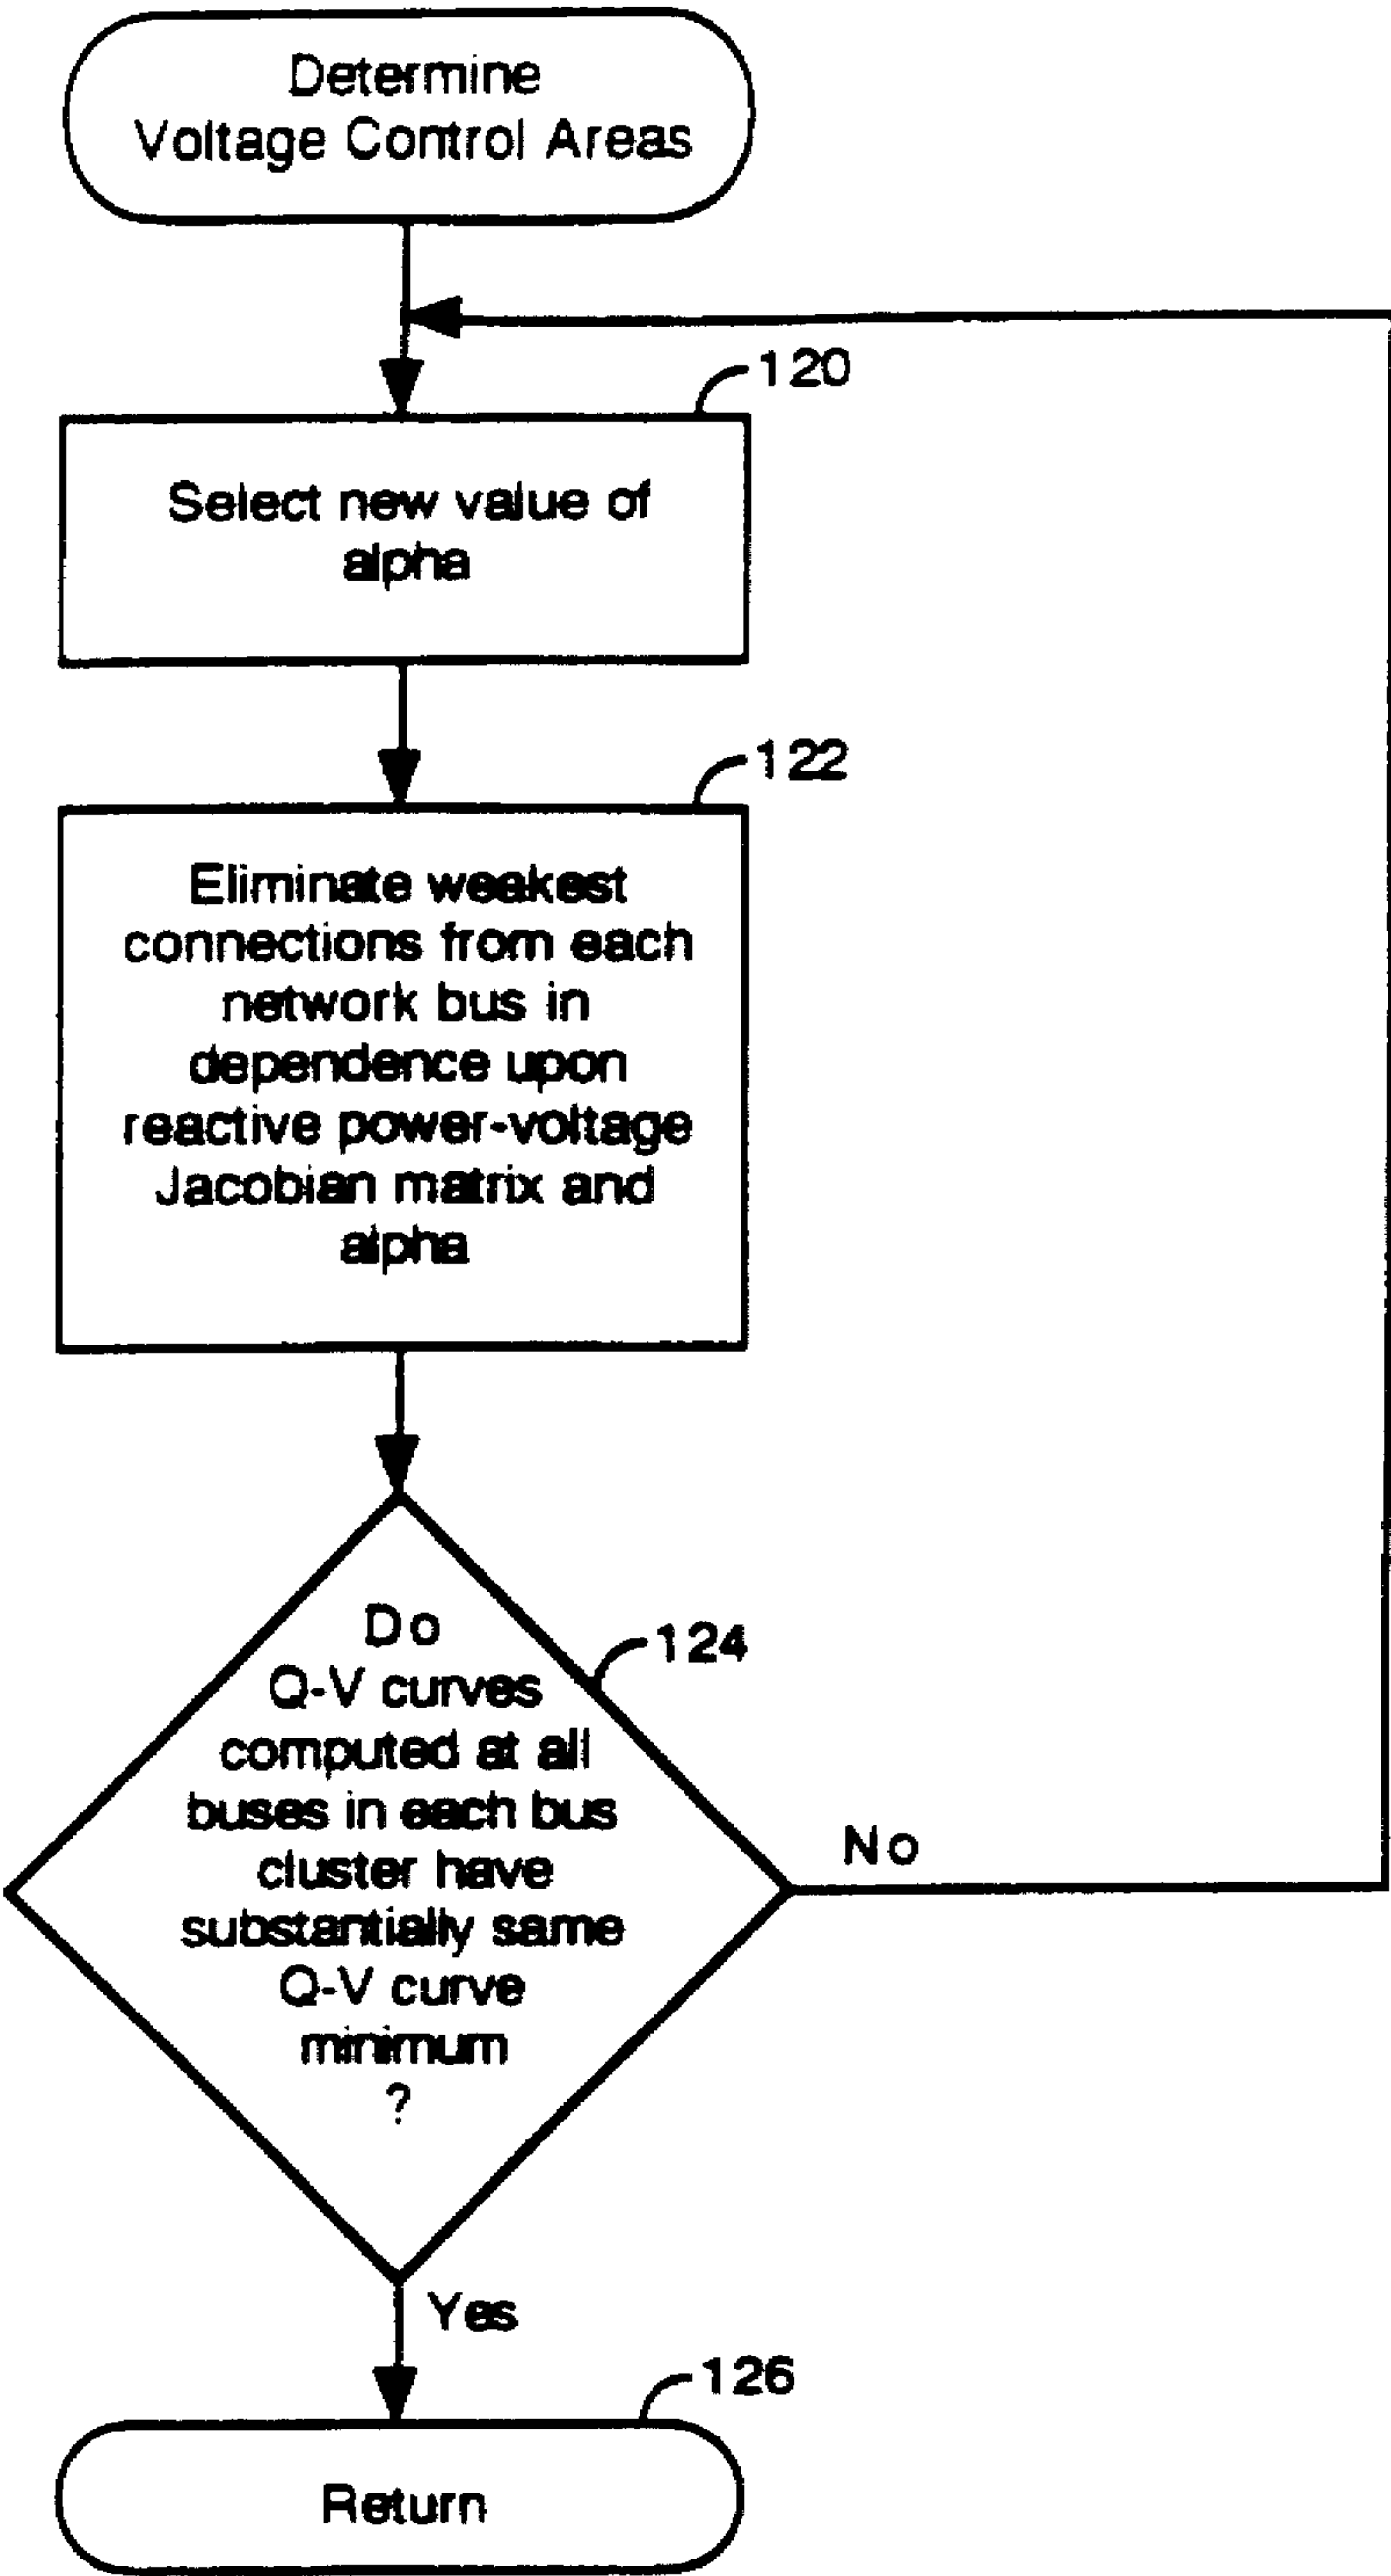 Determine
Voltage Control Areas
120
Select new value of
alpha
122
Eliminate weakest
connections from each
network bus in
dependence upon
reactive power-voltage
Jacobian matrix and
alpha
Do
Q-V curves
124
computed at all
buses in each bus
cluster have
No
substantially same
Q-V curve
minimum
?
Yes
126
Return